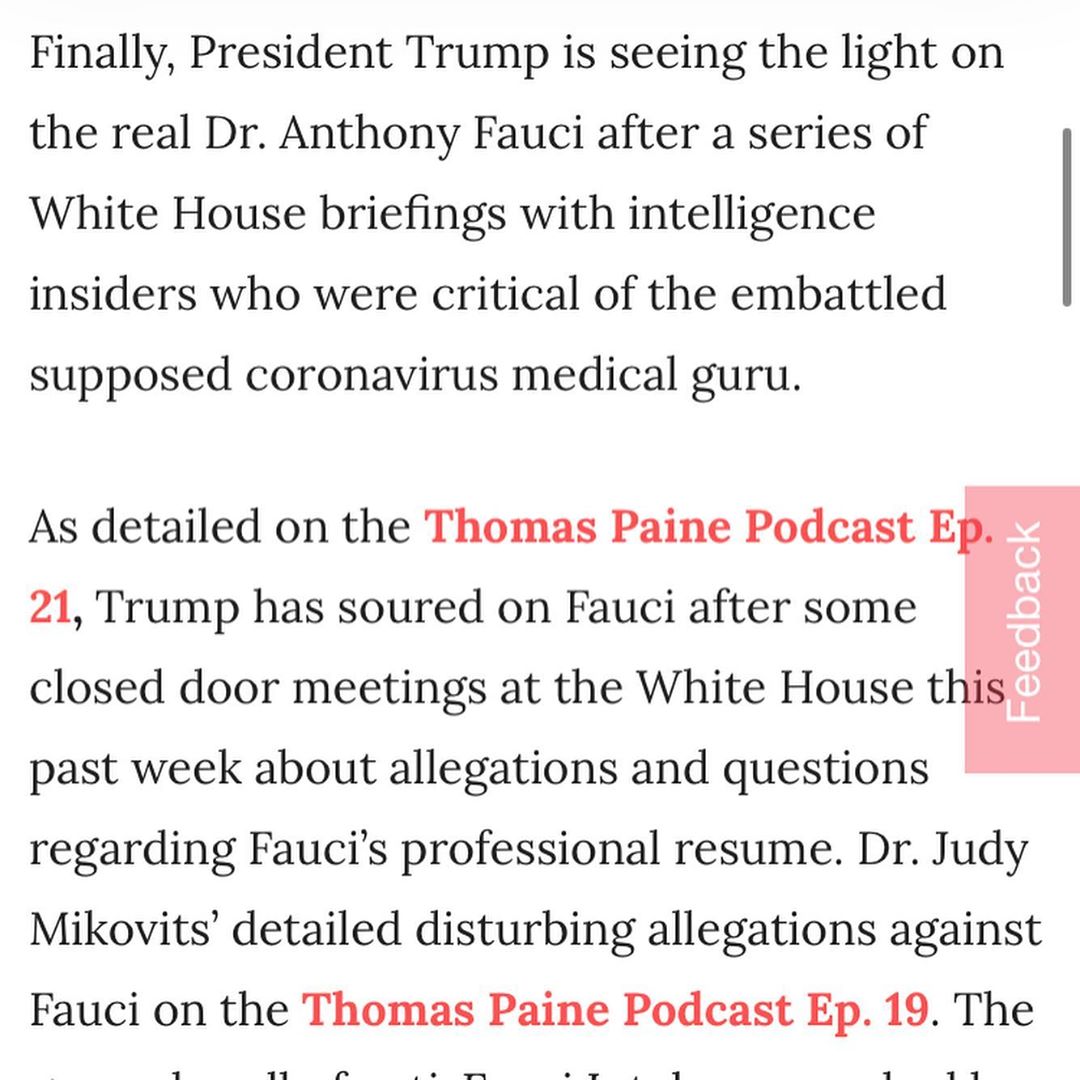 Finally, President Trump is seeing the light on
the real Dr. Anthony Fauci after a series of
White House briefings with intelligence
insiders who were critical of the embattled
supposed coronavirus medical guru.
As detailed on the Thomas Paine Podcast Ep.
21, Trump has soured on Fauci after some
closed door meetings at the White House this
past week about allegations and questions
regarding Fauci’s professional resume. Dr. Judy
Mikovits’ detailed disturbing allegations against
Fauci on the Thomas Paine Podcast Ep. 19. The
Feedback